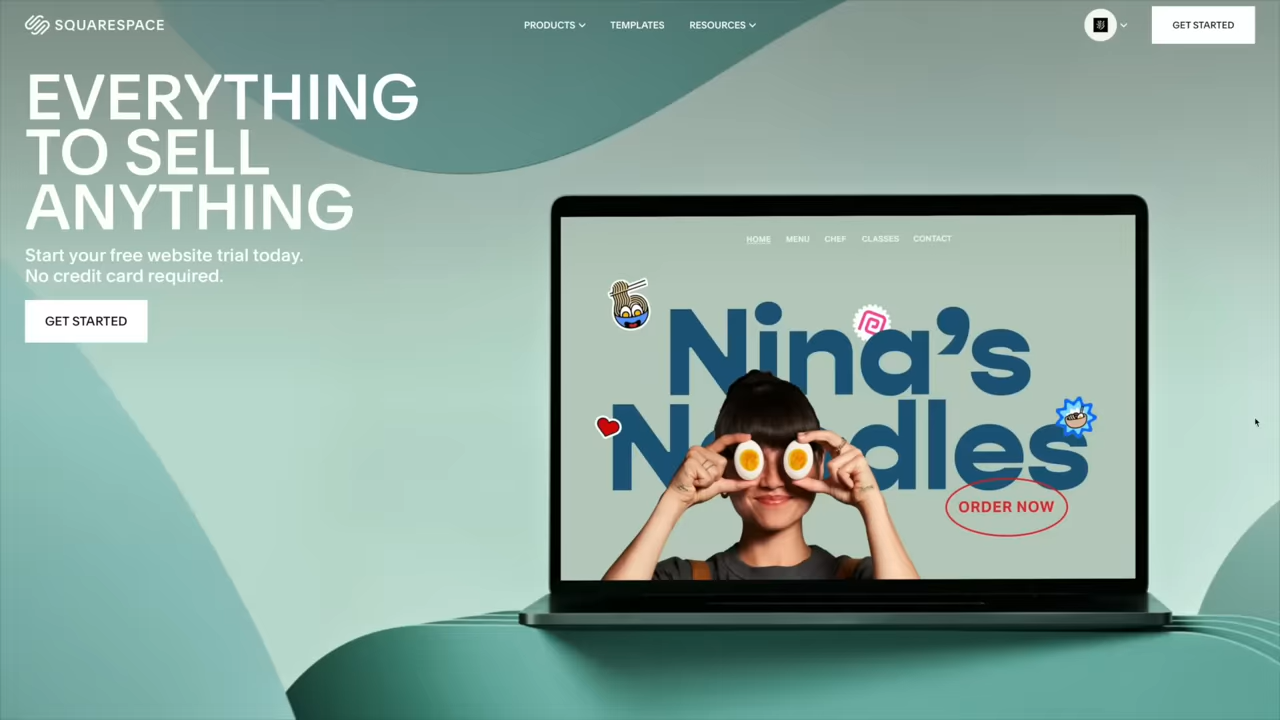 SQUARESPACE
PRODUCTS
TEMPLATES
RESOURCES
GET STARTED
EVERYTHING
TO SELL
ANYTHING
Start your free website trial today.
No credit card required.
GET STARTED
HOME
MENU
CHEF
CLASSES
CONTACT
Nina's
N dles
ORDER NOW